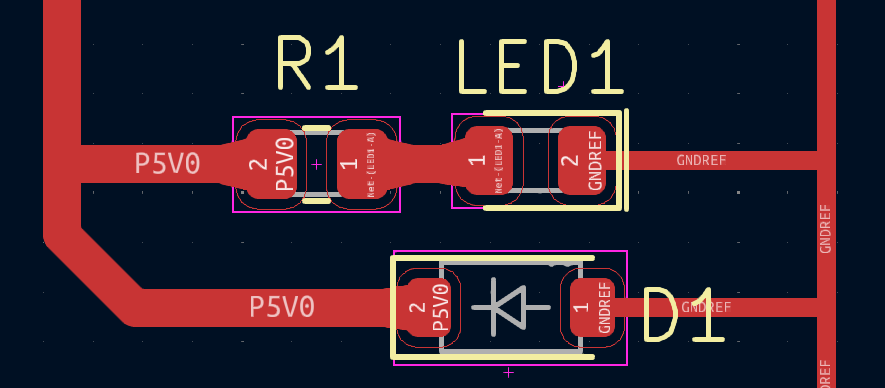 R1
LED1
P5V0
2
P5V0
1
Net-(LED1-A)
1
Net-(LED1-A)
2
GNDREF
GNDREF
GNDREF
P5V0
2
P5V0
1
GNDREF
D1
GNDREF